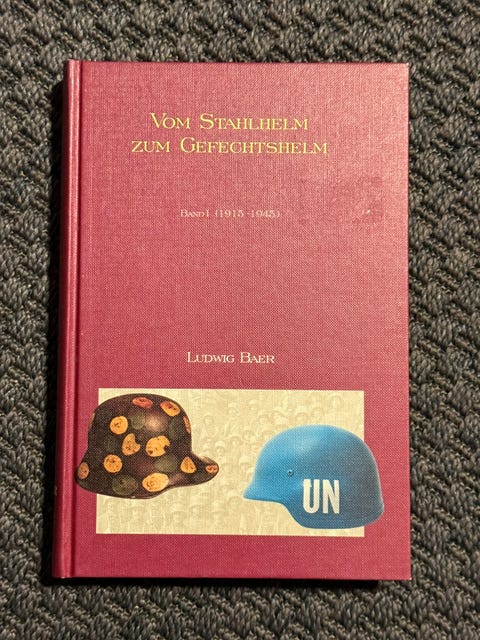 Vom Stahlhelm
zum Gefechtshelm
Band I (1915-1945)
Ludwig Baer
UN